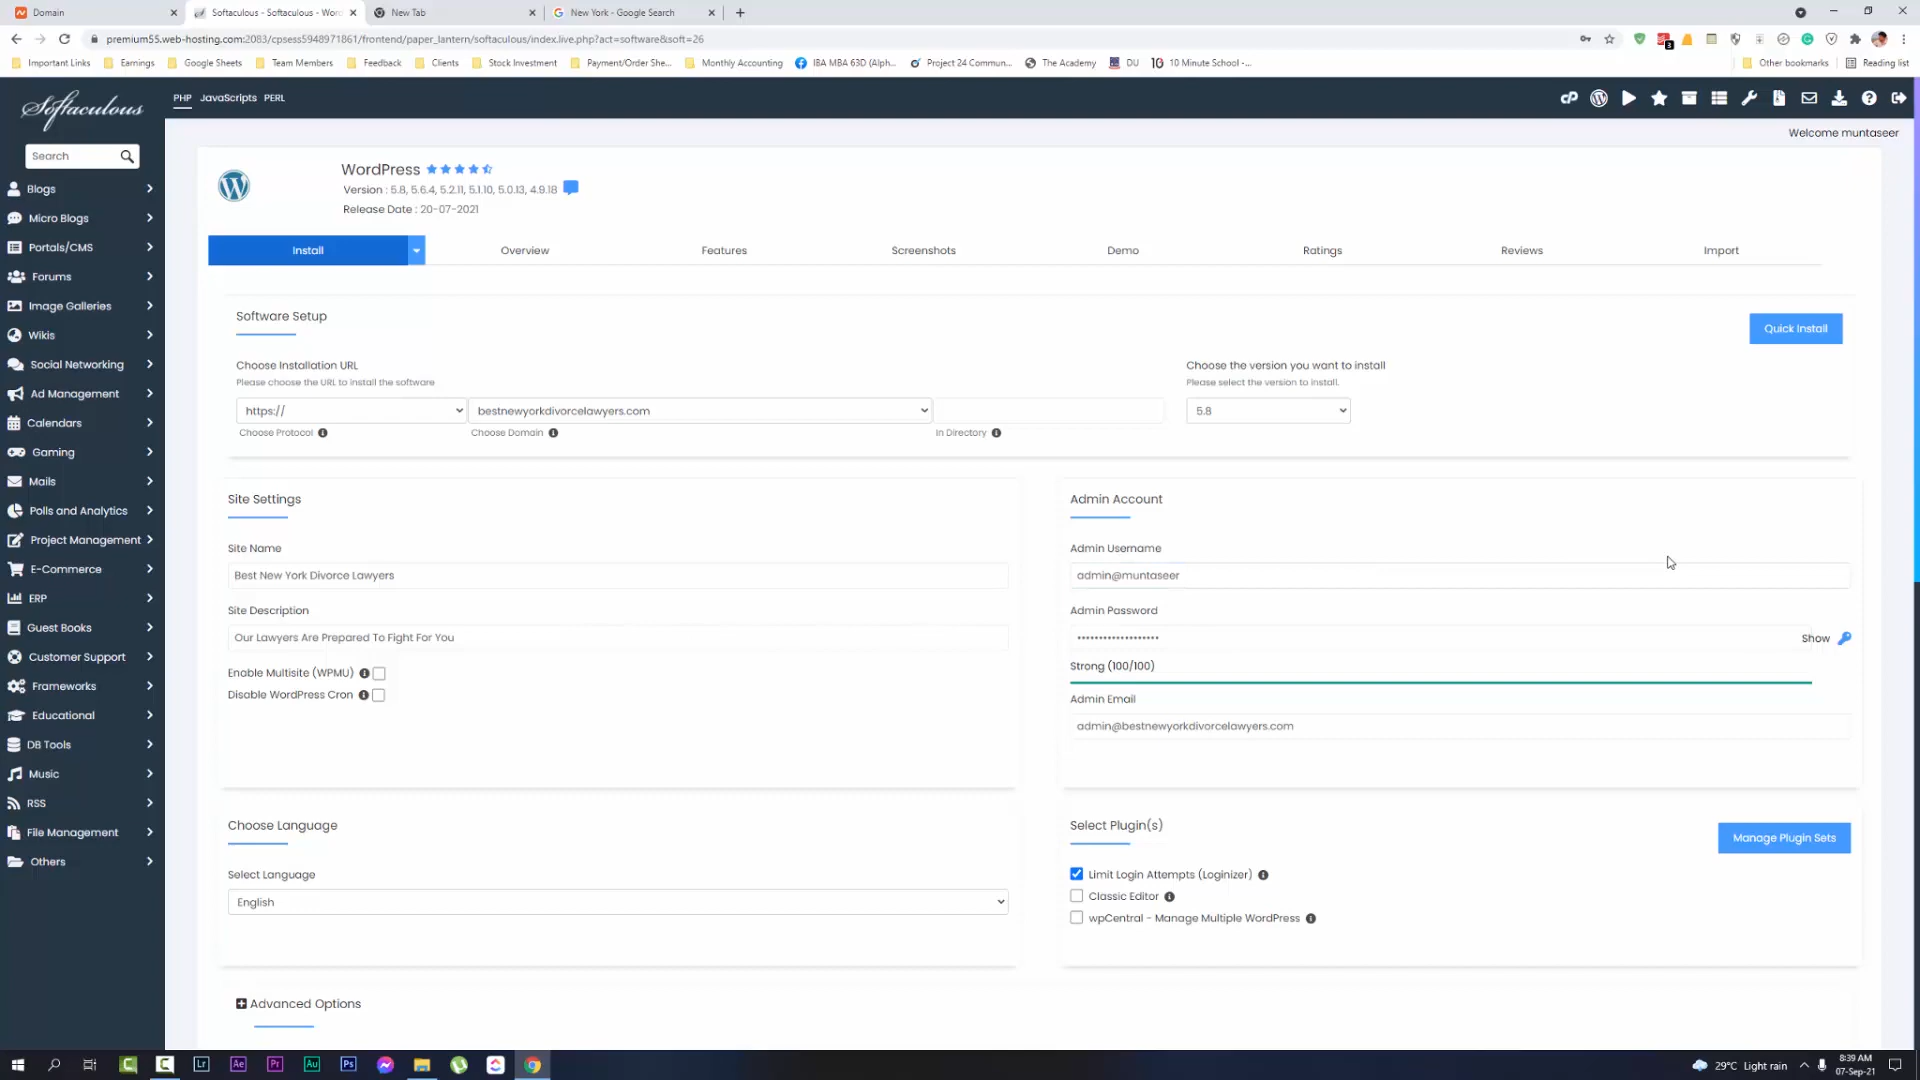 Domain
Softaculous - Softaculous - Wor
New Tab
New York - Google Search
premium55.web-hosting.com:2083/cpsess5948971861/frontend/paper_lantern/softaculous/index.live.php?act=software&soft=26
Important Links
Earnings
Google Sheets
Team Members
Feedback
Clients
Stock Investment
Payment/Order She...
Monthly Accounting
IBA MBA 63D (Alph...
Project 24 Commun...
The Academy
DU
10 Minute School -...
Other bookmarks
Reading list
Softaculous
PHP JavaScripts PERL
Welcome muntaseer
Search
Blogs
Micro Blogs
Portals/CMS
Forums
Image Galleries
Wikis
Social Networking
Ad Management
Calendars
Gaming
Mails
Polls and Analytics
Project Management
E-Commerce
ERP
Guest Books
Customer Support
Frameworks
Educational
DB Tools
Music
RSS
File Management
Others
WordPress
Version : 5.8, 5.6.4, 5.2.11, 5.1.10, 5.0.13, 4.9.18
Release Date : 20-07-2021
Install
Overview
Features
Screenshots
Demo
Ratings
Reviews
Import
Software Setup
Quick Install
Choose Installation URL
Please choose the URL to install the software
https://
bestnewyorkdivorcelawyers.com
Choose Protocol
Choose Domain
In Directory
Choose the version you want to install
Please select the version to install.
5.8
Site Settings
Site Name
Best New York Divorce Lawyers
Site Description
Our Lawyers Are Prepared To Fight For You
Enable Multisite (WPMU)
Disable WordPress Cron
Admin Account
Admin Username
admin@muntaseer
Admin Password
Show
Strong (100/100)
Admin Email
admin@bestnewyorkdivorcelawyers.com
Choose Language
Select Language
English
Select Plugin(s)
Manage Plugin Sets
Limit Login Attempts (Loginizer)
Classic Editor
wpCentral - Manage Multiple WordPress
Advanced Options
Lr
Ae
Pr
Au
Ps
29°C Light rain
8:39 AM
07-Sep-21